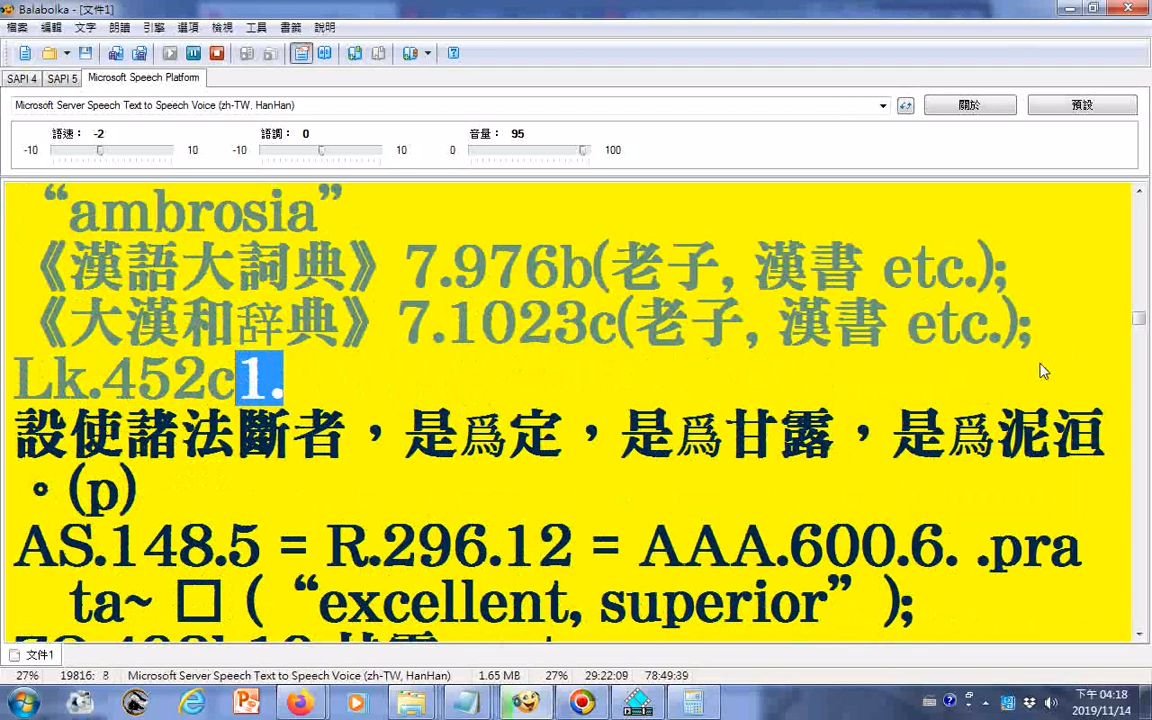 Balabolka - [文件1]
檔案 編輯 文字 朗讀 引擎 選項 檢視 工具 書籤 說明
SAPI 4 SAPI 5 Microsoft Speech Platform
Microsoft Server Speech Text to Speech Voice (zh-TW, HanHan) 關於 預設
語速： -2 語調： 0 音量： 95
-10 10 -10 10 0 100
“ambrosia”
《漢語大詞典》 7.976b(老子, 漢書 etc.);
《大漢和辞典》 7.1023c(老子, 漢書 etc.);
Lk.452c1.
設使諸法斷者，是爲定，是爲甘露，是爲泥洹
。(p)
AS.148.5 = R.296.12 = AAA.600.6. .pra
ta~ □ ( “excellent, superior” );
文件1
27% 19816: 8 Microsoft Server Speech Text to Speech Voice (zh-TW, HanHan) 1.65 MB 27% 29:22:09 78:49:39
下午 04:18
2019/11/14